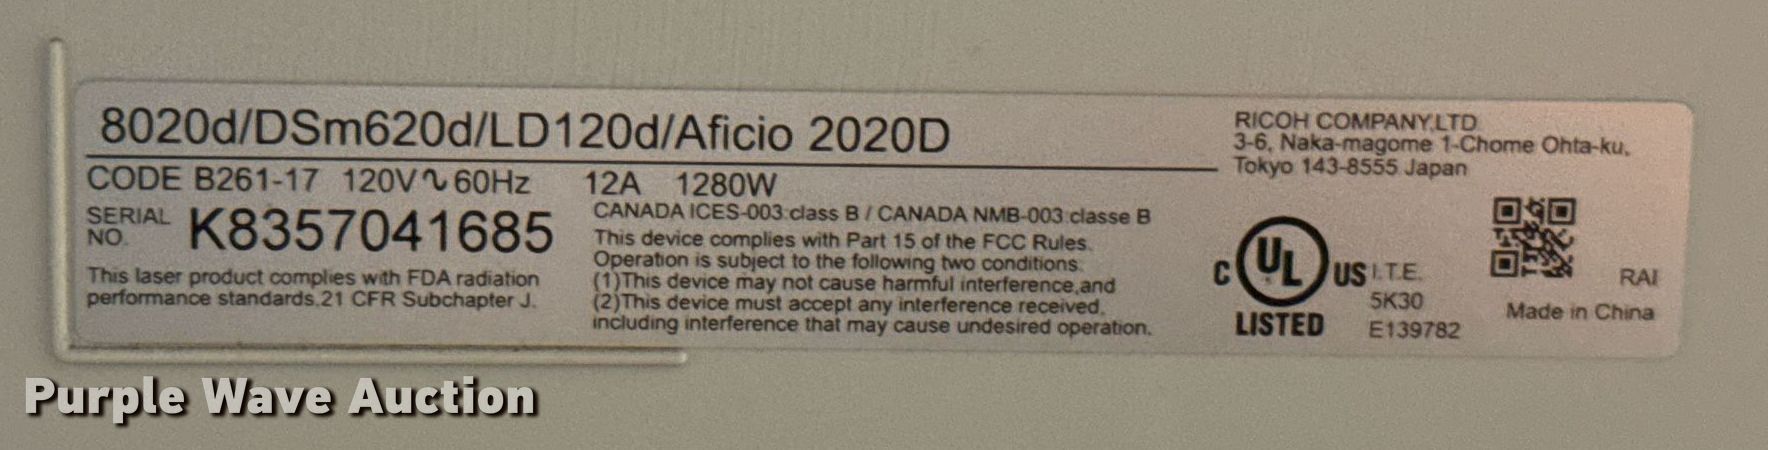 8020d/DSm620d/LD120d/Aficio 2020D
CODE B261-17 120V∿60Hz 12A 1280W
SERIAL NO. K8357041685
This laser product complies with FDA radiation
performance standards.21 CFR Subchapter J.
CANADA ICES-003:class B / CANADA NMB-003:classe B
This device complies with Part 15 of the FCC Rules.
Operation is subject to the following two conditions:
(1)This device may not cause harmful interference,and
(2)This device must accept any interference received,
including interference that may cause undesired operation.
RICOH COMPANY,LTD
3-6, Naka-magome 1-Chome Ohta-ku,
Tokyo 143-8555 Japan
C UL US
LISTED
I.T.E.
5K30
E139782
RAI
Made in China
Purple Wave Auction